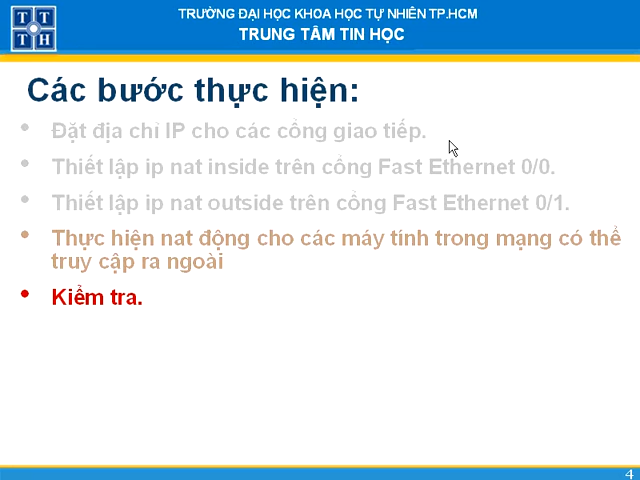 T T
T H
TRƯỜNG ĐẠI HỌC KHOA HỌC TỰ NHIÊN TP.HCM
TRUNG TÂM TIN HỌC
Các bước thực hiện:
• Đặt địa chỉ IP cho các cổng giao tiếp.
• Thiết lập ip nat inside trên cổng Fast Ethernet 0/0.
• Thiết lập ip nat outside trên cổng Fast Ethernet 0/1.
• Thực hiện nat động cho các máy tính trong mạng có thể
truy cập ra ngoài
• Kiểm tra.
4